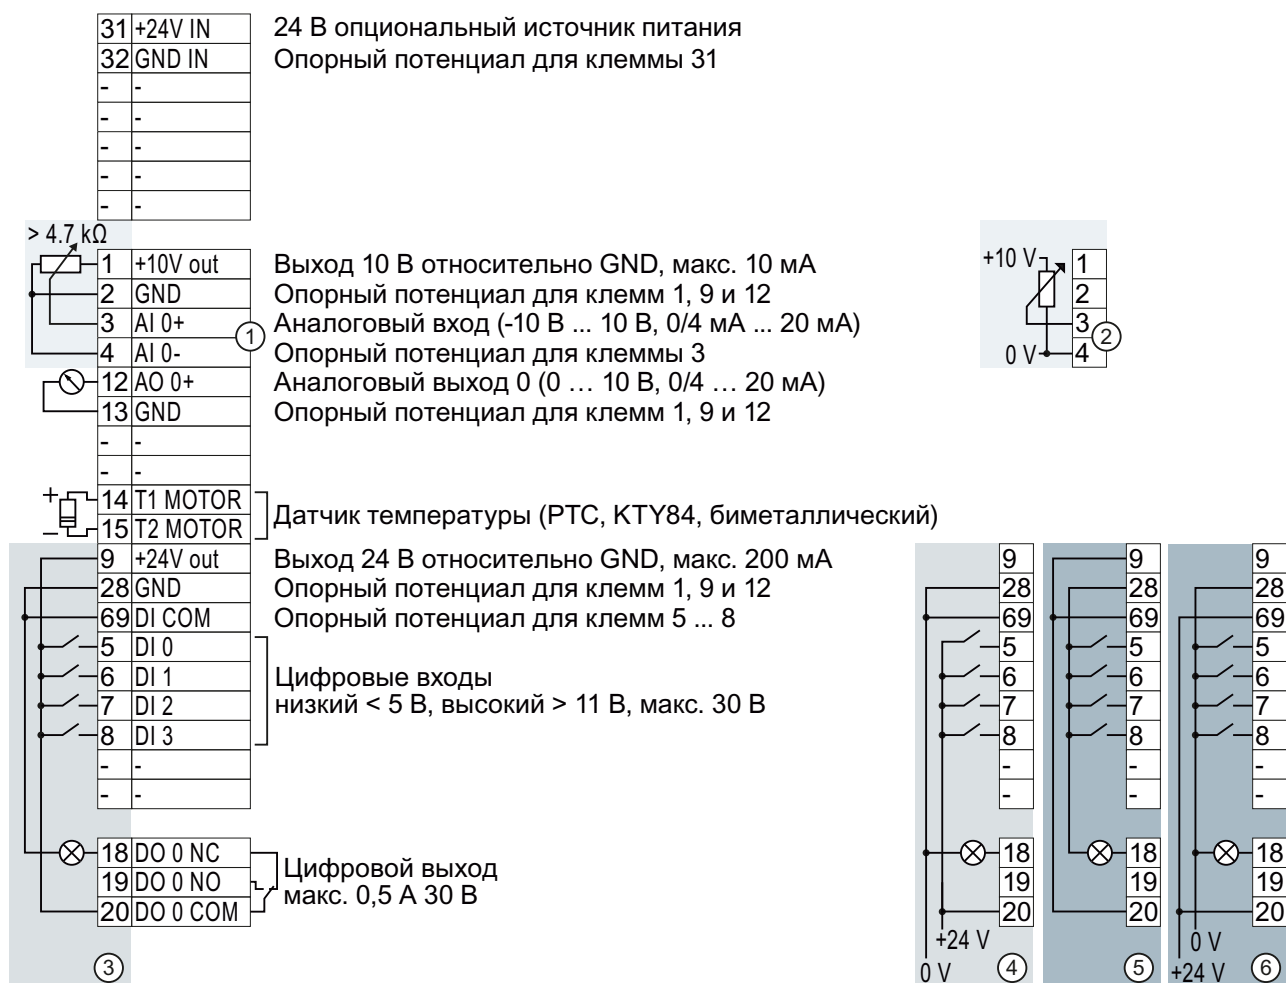 31 +24V IN 24 В опциональный источник питания
32 GND IN Опорный потенциал для клеммы 31
- -
- -
- -
- -
- -
> 4.7 kΩ
1 +10V out Выход 10 В относительно GND, макс. 10 мА
2 GND Опорный потенциал для клемм 1, 9 и 12
3 AI 0+ Аналоговый вход (-10 В ... 10 В, 0/4 мА ... 20 мА)
1
4 AI 0- Опорный потенциал для клеммы 3
12 AO 0+ Аналоговый выход 0 (0 … 10 В, 0/4 … 20 мА)
13 GND Опорный потенциал для клемм 1, 9 и 12
- -
- -
+10 V 1
2
3
2
0 V 4
+ 14 T1 MOTOR
– 15 T2 MOTOR
Датчик температуры (PTC, KTY84, биметаллический)
9 +24V out Выход 24 В относительно GND, макс. 200 мА
28 GND Опорный потенциал для клемм 1, 9 и 12
69 DI COM Опорный потенциал для клемм 5 ... 8
5 DI 0
6 DI 1
7 DI 2
8 DI 3
Цифровые входы
низкий < 5 В, высокий > 11 В, макс. 30 В
- -
- -
18 DO 0 NC
19 DO 0 NO
20 DO 0 COM
Цифровой выход
макс. 0,5 А 30 В
3
9
28
69
5
6
7
8
-
-
18
19
20
+24 V
0 V
4
9
28
69
5
6
7
8
-
-
18
19
20
5
9
28
69
5
6
7
8
-
-
18
19
20
0 V
+24 V
6